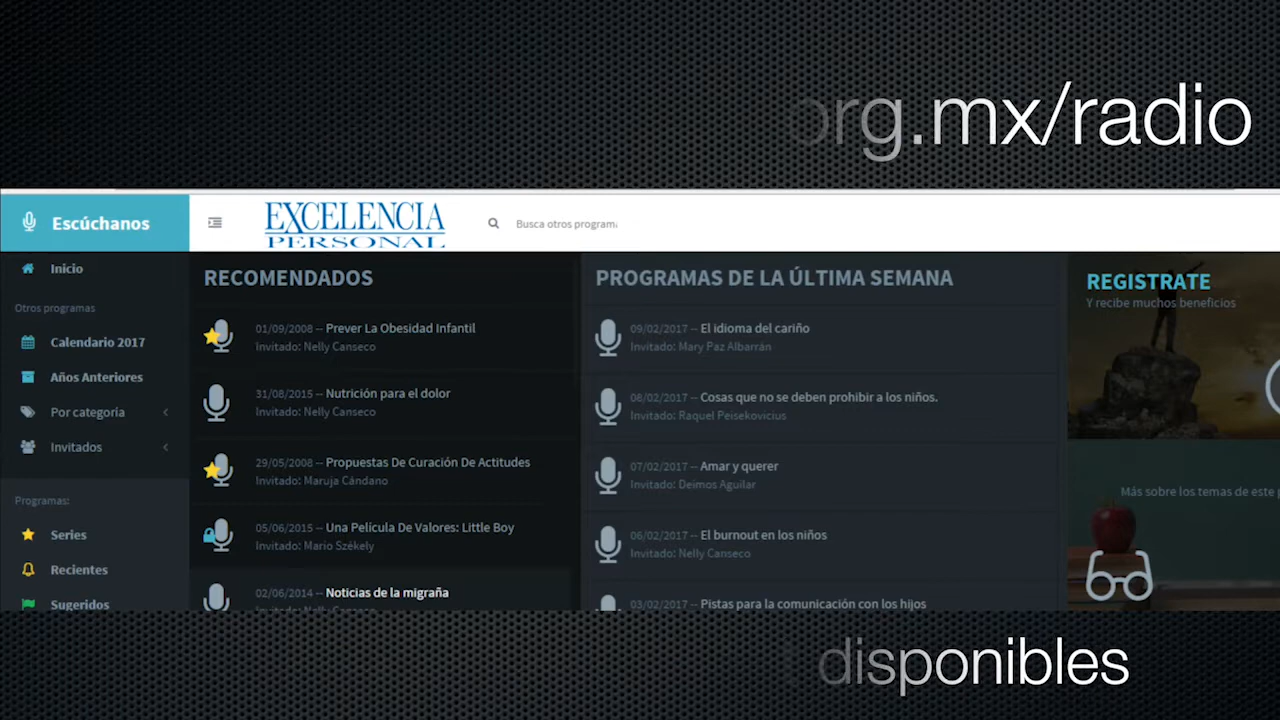 org.mx/radio
Escúchanos
EXCELENCIA
PERSONAL
Busca otros programa
Inicio
Otros programas
Calendario 2017
Años Anteriores
Por categoría
Invitados
Programas:
Series
Recientes
Sugeridos
RECOMENDADOS
01/09/2008 -- Prever La Obesidad Infantil
Invitado: Nelly Canseco
31/08/2015 -- Nutrición para el dolor
Invitado: Nelly Canseco
29/05/2008 -- Propuestas De Curación De Actitudes
Invitado: Maruja Cándano
05/06/2015 -- Una Película De Valores: Little Boy
Invitado: Mario Székely
02/06/2014 -- Noticias de la migraña
Invitado: Nelly Canseco
PROGRAMAS DE LA ÚLTIMA SEMANA
09/02/2017 -- El idioma del cariño
Invitado: Mary Paz Albarrán
08/02/2017 -- Cosas que no se deben prohibir a los niños.
Invitado: Raquel Peisekovicius
07/02/2017 -- Amar y querer
Invitado: Deimos Aguilar
06/02/2017 -- El burnout en los niños
Invitado: Nelly Canseco
03/02/2017 -- Pistas para la comunicación con los hijos
REGISTRATE
Y recibe muchos beneficios
Más sobre los temas de este
disponibles